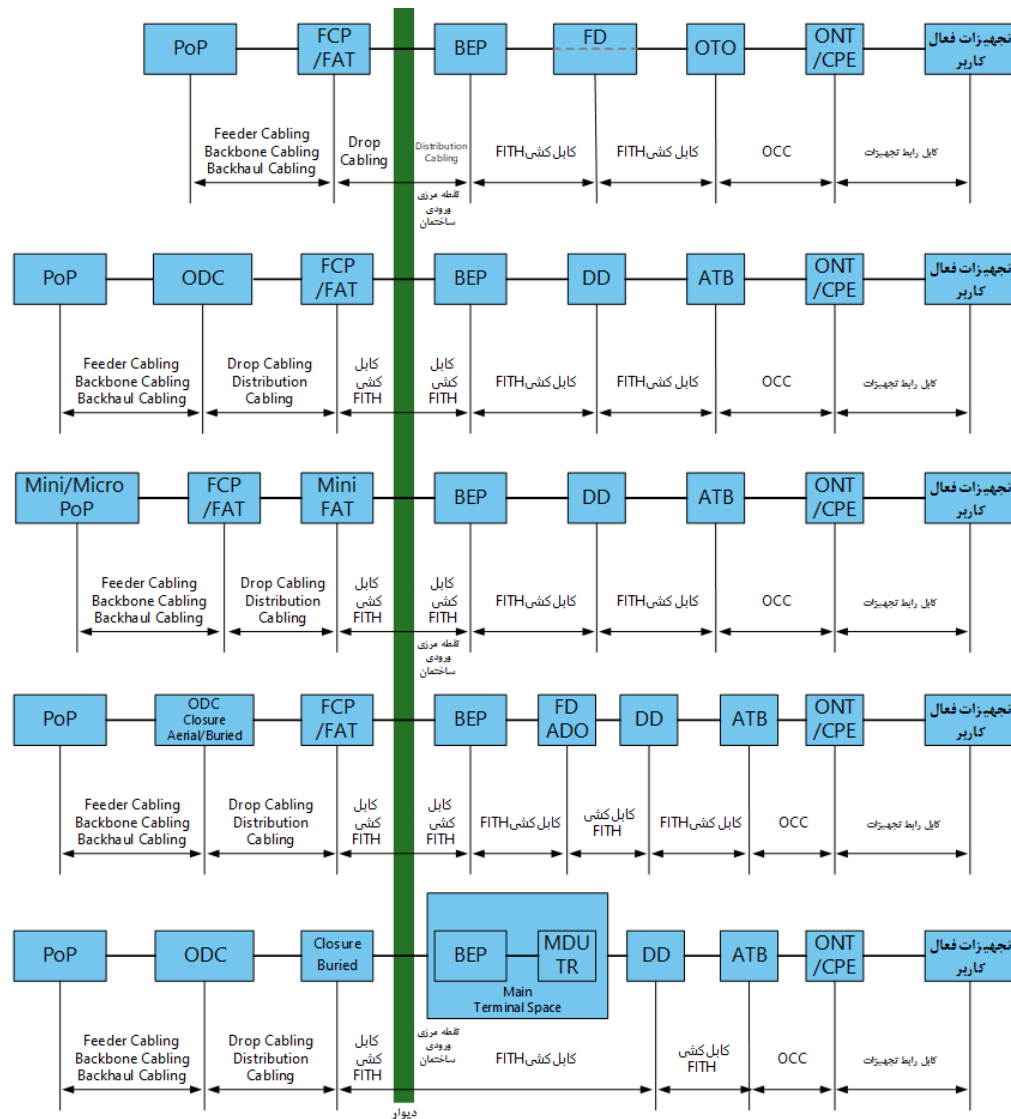 PoP
FCP
/FAT
BEP
FD
OTO
ONT
/CPE
تجهیزات فعال
کاربر
Feeder Cabling
Backbone Cabling
Backhaul Cabling
Drop
Cabling
Distribution
Cabling
کابل کشی FITH
کابل کشی FITH
OCC
کابل رابط تجهیزات
نقطه مرزی
ورودی
ساختمان
PoP
ODC
FCP
/FAT
BEP
DD
ATB
ONT
/CPE
تجهیزات فعال
کاربر
Feeder Cabling
Backbone Cabling
Backhaul Cabling
Drop Cabling
Distribution
Cabling
کابل
کشی
FITH
کابل
کشی
FITH
کابل کشی FITH
کابل کشی FITH
OCC
کابل رابط تجهیزات
Mini/Micro
PoP
FCP
/FAT
Mini
FAT
BEP
DD
ATB
ONT
/CPE
تجهیزات فعال
کاربر
Feeder Cabling
Backbone Cabling
Backhaul Cabling
Drop Cabling
Distribution
Cabling
کابل
کشی
FITH
کابل
کشی
FITH
کابل کشی FITH
کابل کشی FITH
OCC
کابل رابط تجهیزات
نقطه مرزی
ورودی
ساختمان
PoP
ODC
Closure
Aerial/Buried
FCP
/FAT
BEP
FD
ADO
DD
ATB
ONT
/CPE
تجهیزات فعال
کاربر
Feeder Cabling
Backbone Cabling
Backhaul Cabling
Drop Cabling
Distribution
Cabling
کابل
کشی
FITH
کابل
کشی
FITH
کابل کشی FITH
کابل کشی
FITH
کابل کشی FITH
OCC
کابل رابط تجهیزات
PoP
ODC
Closure
Buried
BEP
MDU
TR
Main
Terminal Space
DD
ATB
ONT
/CPE
تجهیزات فعال
کاربر
Feeder Cabling
Backbone Cabling
Backhaul Cabling
Drop Cabling
Distribution
Cabling
کابل
کشی
FITH
نقطه مرزی
ورودی
ساختمان
کابل کشی FITH
کابل کشی
FITH
OCC
کابل رابط تجهیزات
دیوار